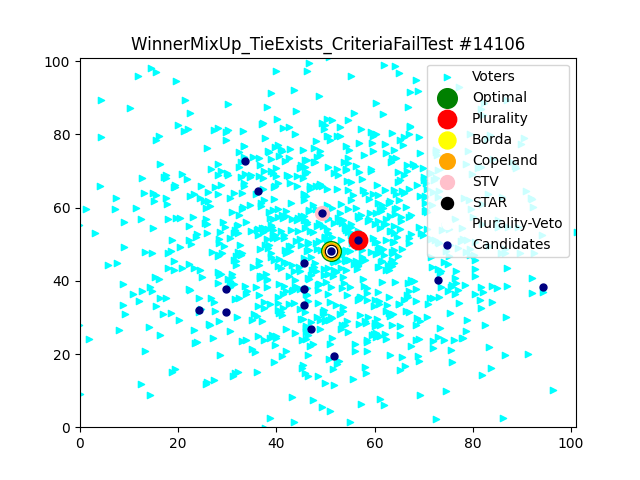 WinnerMixUp_TieExists_CriteriaFailTest #14106
100
80
60
40
20
0
0
20
40
60
80
100
Voters
Optimal
Plurality
Borda
Copeland
STV
STAR
Plurality-Veto
Candidates